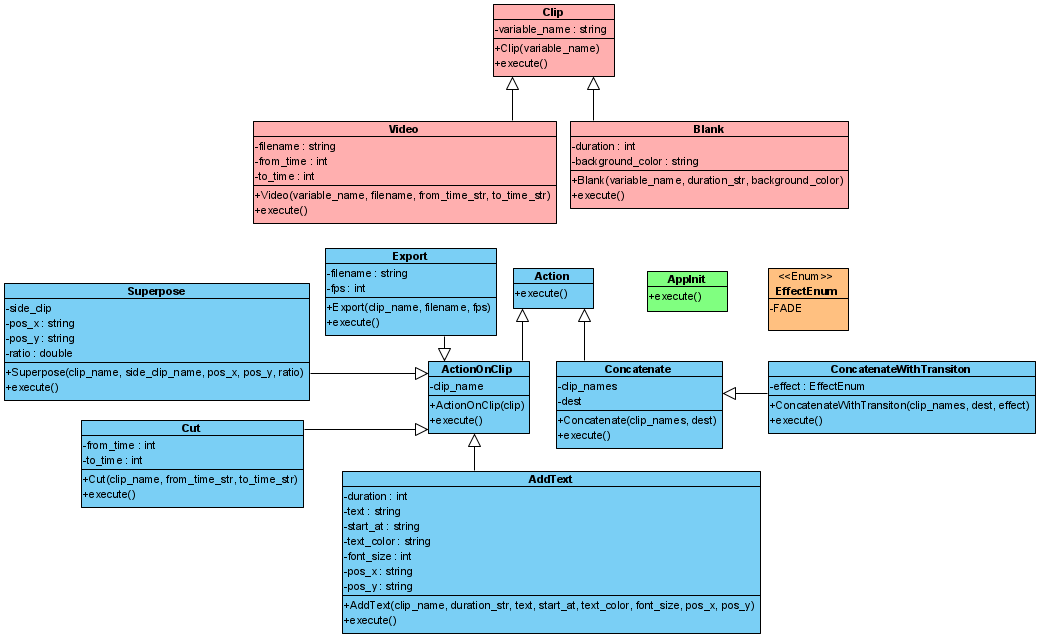 Clip
-variable_name : string
+Clip(variable_name)
+execute()
Video
-filename : string
-from_time : int
-to_time : int
+Video(variable_name, filename, from_time_str, to_time_str)
+execute()
Blank
-duration : int
-background_color : string
+Blank(variable_name, duration_str, background_color)
+execute()
Export
-filename : string
-fps : int
+Export(clip_name, filename, fps)
+execute()
Action
+execute()
AppInit
+execute()
<<Enum>>
EffectEnum
-FADE
Superpose
-side_clip
-pos_x : string
-pos_y : string
-ratio : double
+Superpose(clip_name, side_clip_name, pos_x, pos_y, ratio)
+execute()
ActionOnClip
-clip_name
+ActionOnClip(clip)
+execute()
Concatenate
-clip_names
-dest
+Concatenate(clip_names, dest)
+execute()
ConcatenateWithTransiton
-effect : EffectEnum
+ConcatenateWithTransiton(clip_names, dest, effect)
+execute()
Cut
-from_time : int
-to_time : int
+Cut(clip_name, from_time_str, to_time_str)
+execute()
AddText
-duration : int
-text : string
-start_at : string
-text_color : string
-font_size : int
-pos_x : string
-pos_y : string
+AddText(clip_name, duration_str, text, start_at, text_color, font_size, pos_x, pos_y)
+execute()